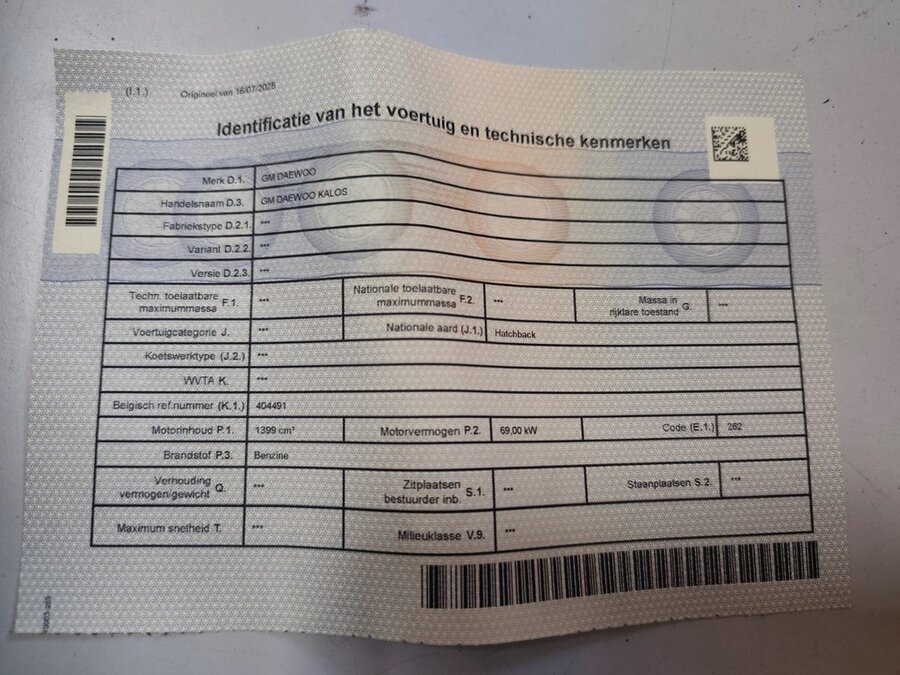 (I.1.) Origineel van 16/07/2025
Identificatie van het voertuig en technische kenmerken
Merk D.1. GM DAEWOO
Handelsnaam D.3. GM DAEWOO KALOS
Fabriekstype D.2.1. ***
Variant D.2.2. ***
Versie D.2.3. ***
Techn. toelaatbare maximummassa F.1. *** Nationale toelaatbare maximummassa F.2. *** Massa in rijklare toestand G. ***
Voertuigcategorie J. *** Nationale aard (J.1.) Hatchback
Koetswerktype (J.2.) ***
WVTA K. ***
Belgisch ref.nummer (K.1.) 404491
Motorinhoud P.1. 1399 cm³ Motorvermogen P.2. 69,00 kW Code (E.1.) 262
Brandstof P.3. Benzine
Verhouding vermogen/gewicht Q. *** Zitplaatsen bestuurder inb. S.1. *** Staanplaatsen S.2. ***
Maximum snelheid T. *** Milieuklasse V.9. ***